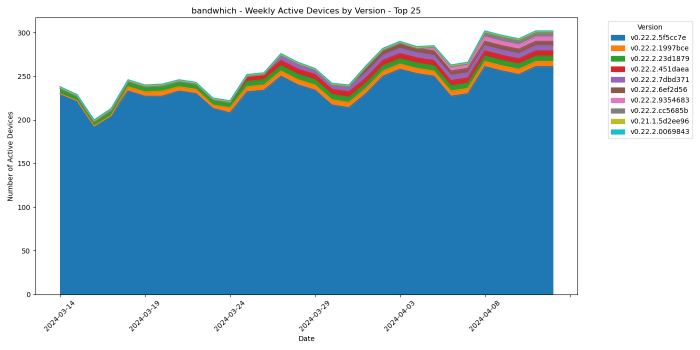 bandwhich - Weekly Active Devices by Version - Top 25
Number of Active Devices
300
250
200
150
100
50
0
2024-03-14
2024-03-19
2024-03-24
2024-03-29
2024-04-03
2024-04-08
Date
Version
v0.22.2.5f5cc7e
v0.22.2.1997bce
v0.22.2.23d1879
v0.22.2.451daea
v0.22.2.7dbd371
v0.22.2.6ef2d56
v0.22.2.9354683
v0.22.2.cc5685b
v0.21.1.5d2ee96
v0.22.2.0069843